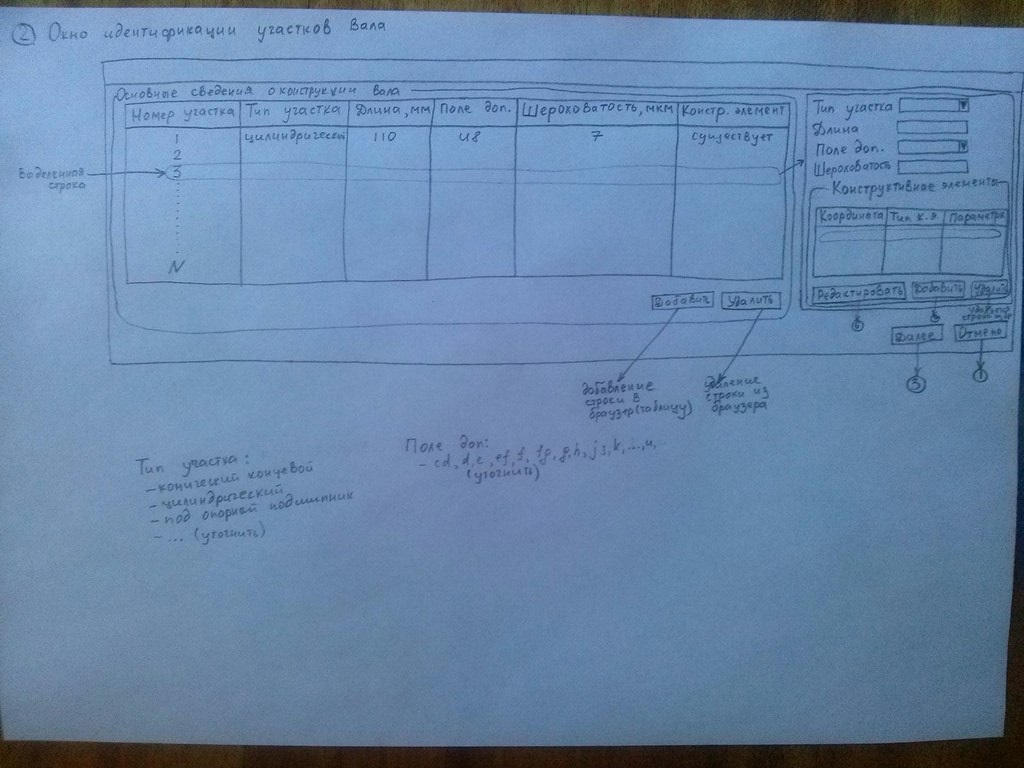 2 Окно идентификации участков вала
Основные сведения о конструкции вала
Номер участка Тип участка Длина, мм Поле доп. Шероховатость, мкм Констр. элемент
1 цилиндрический 110 u8 7 существует
2
3
N
Выделенная
строка
Добавить Удалить
Тип участка
Длина
Поле доп.
Шероховатость
Конструктивные элементы
Координата Тип к.э. Параметры
Редактировать Добавить Удалить
6 6
Далее Отмена
3 1
добавление
строки в
браузер (таблицу)
удаление
строки из
браузера
Тип участка:
- конический концевой
- цилиндрический
- под опорный подшипник
- ... (уточнить)
Поле доп:
- cd, d, e, ef, f, fg, g, h, js, k, ..., u,
(уточнить)